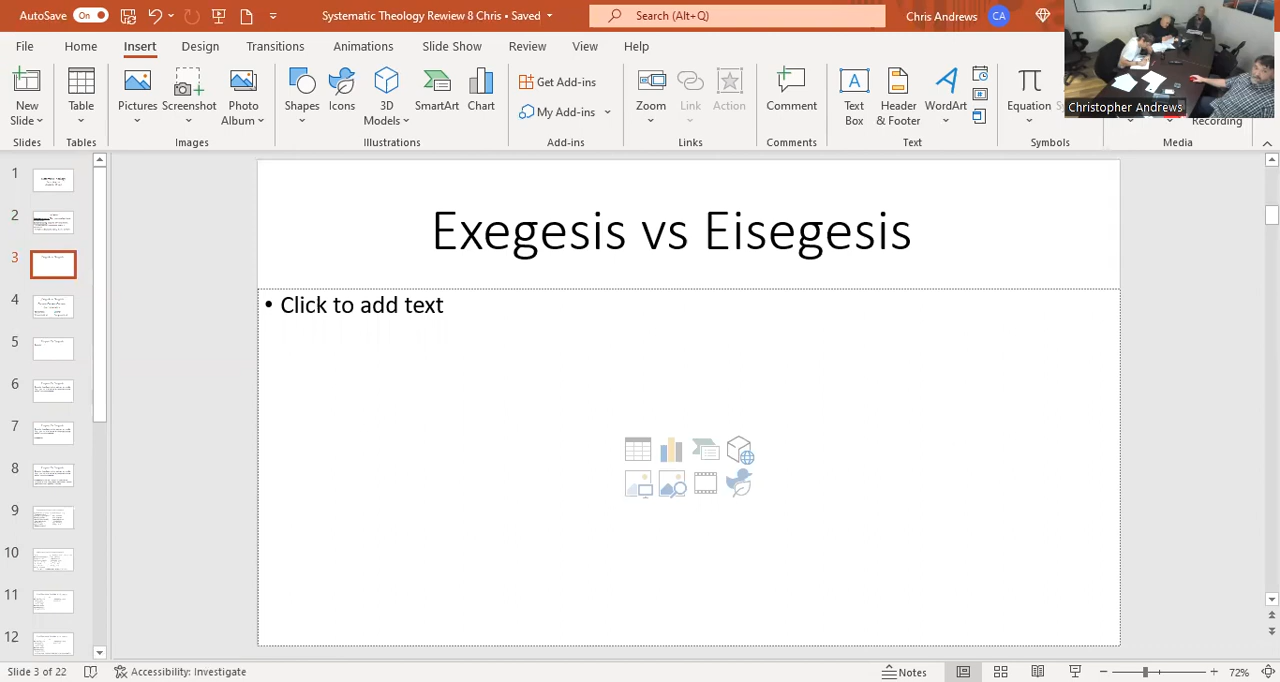 AutoSave On Systematic Theology Rewiew 8 Chris • Saved Search (Alt+Q) Chris Andrews CA
File Home Insert Design Transitions Animations Slide Show Review View Help
New Slide Table Pictures Screenshot Photo Album Shapes Icons 3D Models SmartArt Chart Get Add-ins My Add-ins Zoom Link Action Comment Text Box Header & Footer WordArt Equation Recording
Christopher Andrews
Slides Tables Images Illustrations Add-ins Links Comments Text Symbols Media
1
2
3
4
5
6
7
8
9
10
11
12
Exegesis vs Eisegesis
• Click to add text
Slide 3 of 22 Accessibility: Investigate Notes 72%